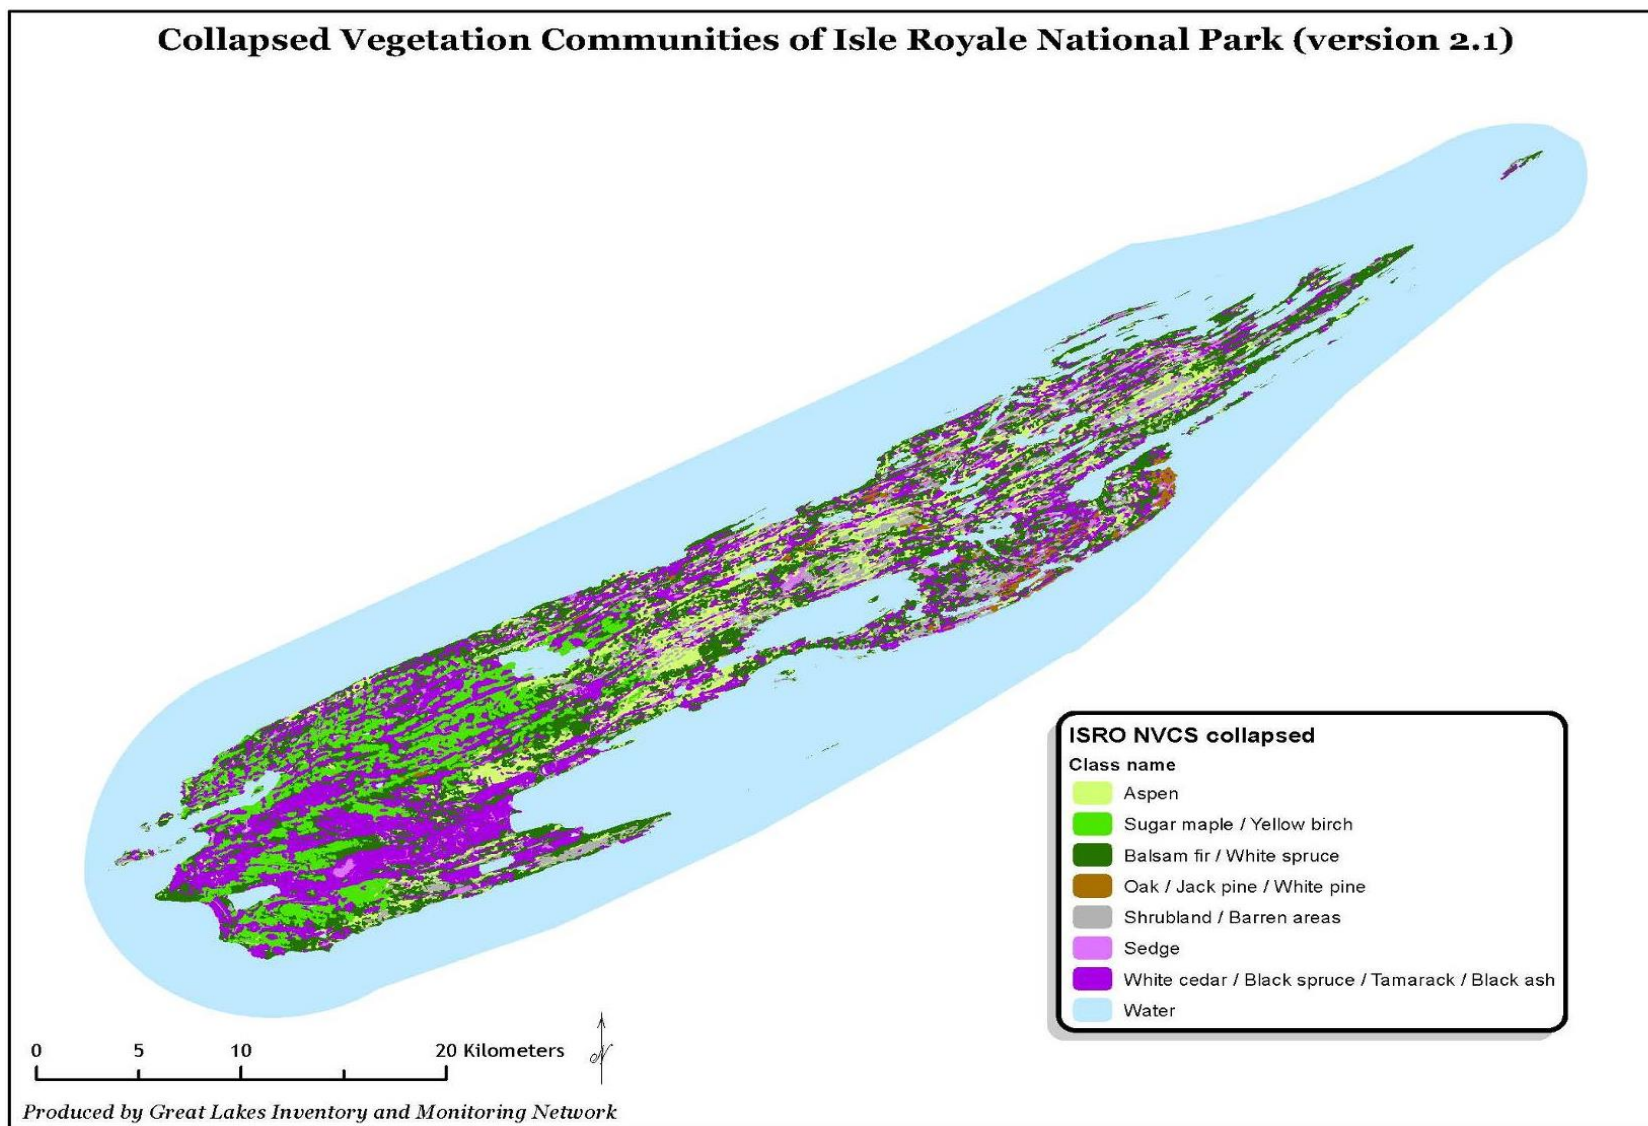 Collapsed Vegetation Communities of Isle Royale National Park (version 2.1)
ISRO NVCS collapsed
Class name
Aspen
Sugar maple / Yellow birch
Balsam fir / White spruce
Oak / Jack pine / White pine
Shrubland / Barren areas
Sedge
White cedar / Black spruce / Tamarack / Black ash
Water
0 5 10 20 Kilometers
N
Produced by Great Lakes Inventory and Monitoring Network